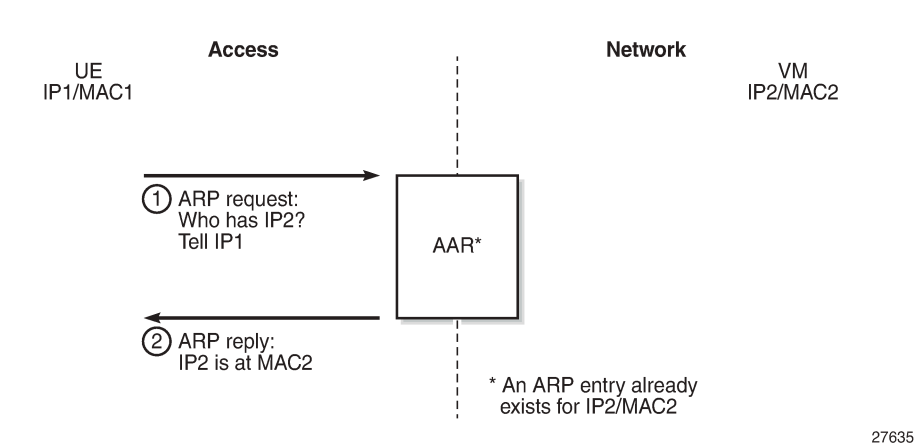 Access
Network
UE
IP1/MAC1
VM
IP2/MAC2
1 ARP request:
Who has IP2?
Tell IP1
AAR*
2 ARP reply:
IP2 is at MAC2
* An ARP entry already
exists for IP2/MAC2
27635